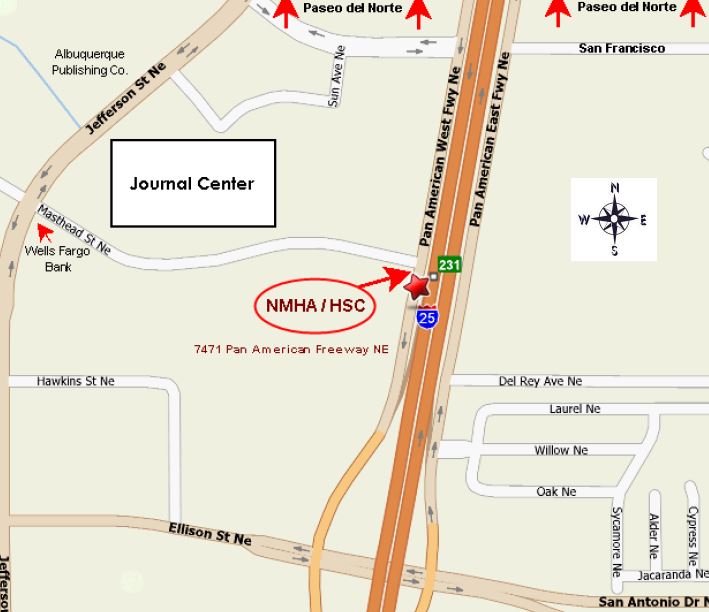 Paseo del Norte
Paseo del Norte
San Francisco
Albuquerque
Publishing Co.
Jefferson St Ne
Sun Ave Ne
Pan American West Fwy Ne
Pan American East Fwy Ne
Journal Center
N
W E
S
Masthead St Ne
Wells Fargo
Bank
231
NMHA / HSC
25
7471 Pan American Freeway NE
Hawkins St Ne
Del Rey Ave Ne
Laurel Ne
Willow Ne
Oak Ne
Sycamore Ne
Alder Ne
Cypress Ne
Ellison St Ne
Jefferson
Jacaranda Ne
San Antonio Dr N